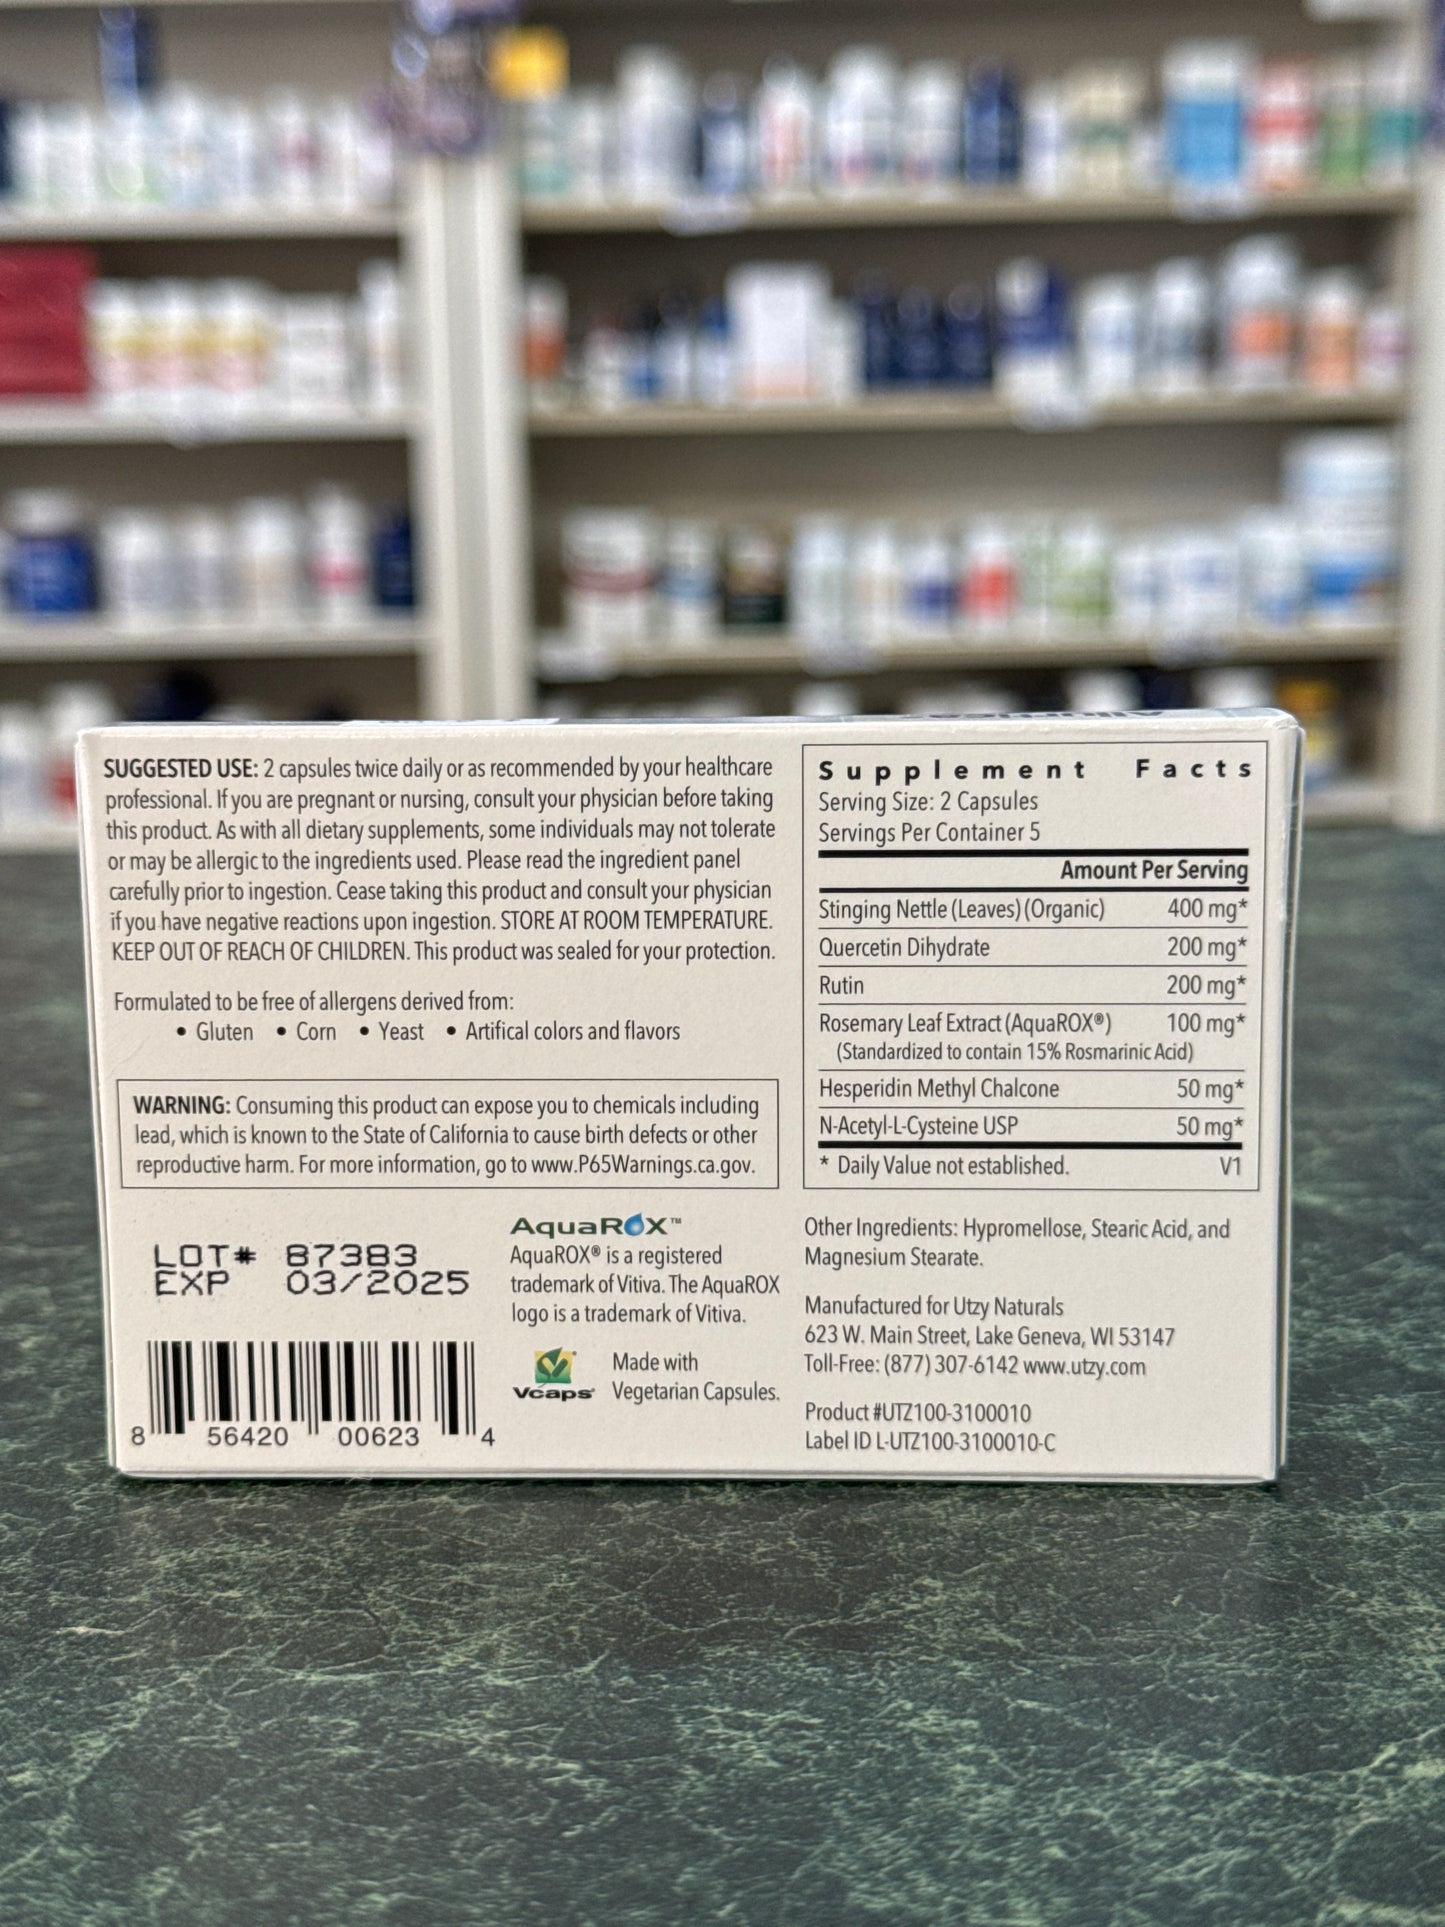 SUGGESTED USE: 2 capsules twice daily or as recommended by your healthcare
professional. If you are pregnant or nursing, consult your physician before taking
this product. As with all dietary supplements, some individuals may not tolerate
or may be allergic to the ingredients used. Please read the ingredient panel
carefully prior to ingestion. Cease taking this product and consult your physician
if you have negative reactions upon ingestion. STORE AT ROOM TEMPERATURE.
KEEP OUT OF REACH OF CHILDREN. This product was sealed for your protection.
Formulated to be free of allergens derived from:
• Gluten • Corn • Yeast • Artifical colors and flavors
WARNING: Consuming this product can expose you to chemicals including
lead, which is known to the State of California to cause birth defects or other
reproductive harm. For more information, go to www.P65Warnings.ca.gov.
LOT# 87383
EXP 03/2025
8 56420 00623 4
AquaROX™
AquaROX® is a registered
trademark of Vitiva. The AquaROX
logo is a trademark of Vitiva.
Vcaps®
Made with
Vegetarian Capsules.
Supplement Facts
Serving Size: 2 Capsules
Servings Per Container 5
Amount Per Serving
Stinging Nettle (Leaves) (Organic) 400 mg*
Quercetin Dihydrate 200 mg*
Rutin 200 mg*
Rosemary Leaf Extract (AquaROX®) 100 mg*
(Standardized to contain 15% Rosmarinic Acid)
Hesperidin Methyl Chalcone 50 mg*
N-Acetyl-L-Cysteine USP 50 mg*
* Daily Value not established. V1
Other Ingredients: Hypromellose, Stearic Acid, and
Magnesium Stearate.
Manufactured for Utzy Naturals
623 W. Main Street, Lake Geneva, WI 53147
Toll-Free: (877) 307-6142 www.utzy.com
Product #UTZ100-3100010
Label ID L-UTZ100-3100010-C